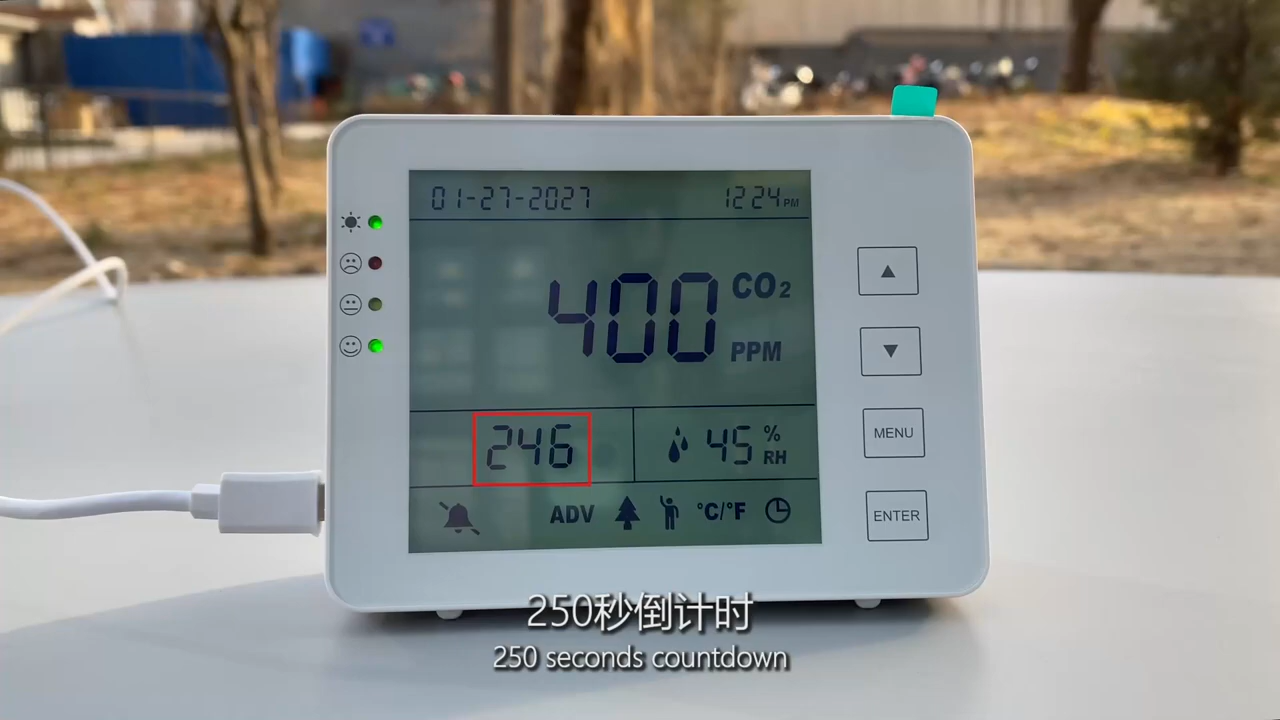 01-27-2027 12:24 PM
400 CO₂
PPM
246 45 % RH
ADV °C/°F
MENU
ENTER
250秒倒计时
250 seconds countdown